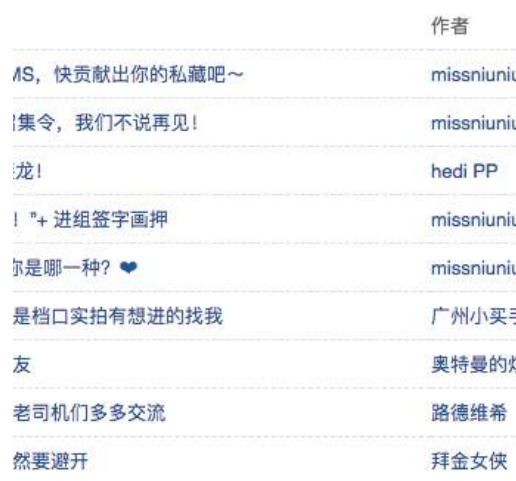 作者
MS，快贡献出你的私藏吧～ missniuniu
集令，我们不说再见！ missniuniu
龙！ hedi PP
！"+ 进组签字画押 missniuniu
你是哪一种？❤ missniuniu
是档口实拍有想进的找我 广州小买手
友 奥特曼的
老司机们多多交流 路德维希
然要避开 拜金女侠